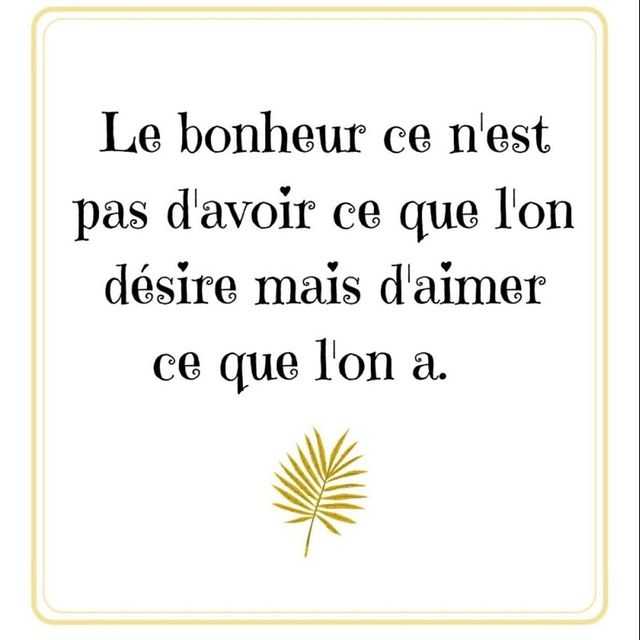 Le bonheur ce n'est
pas d'avoir ce que l'on
désire mais d'aimer
ce que l'on a.